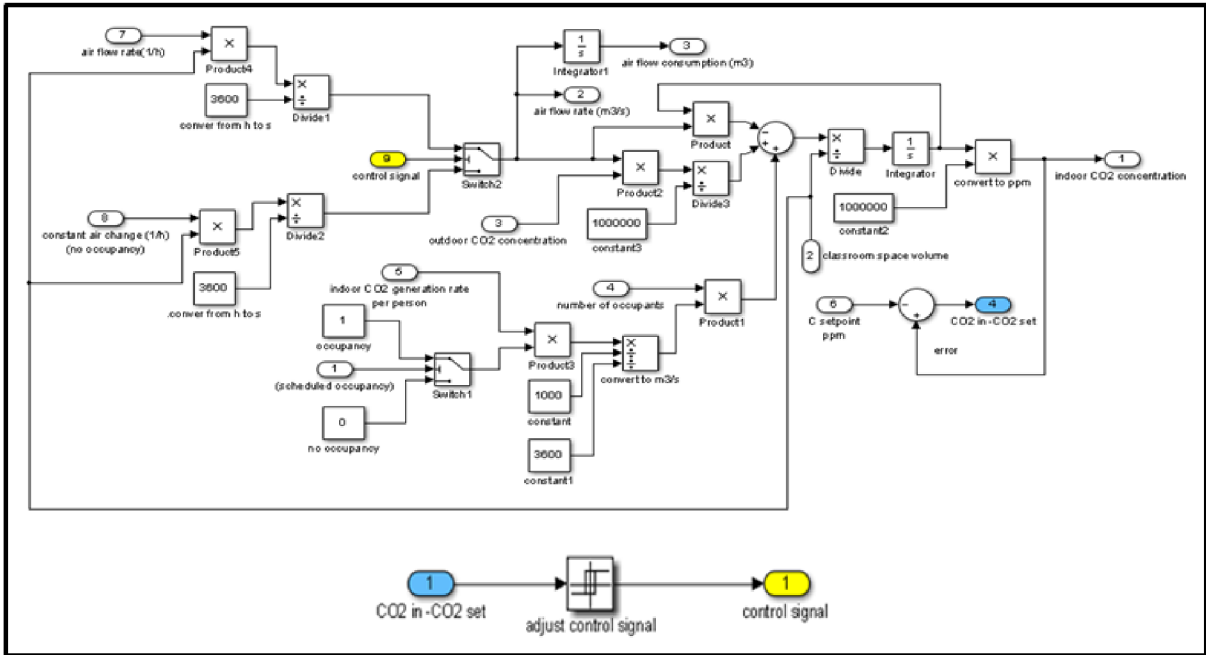 7
air flow rate(1/h)
×
Product4
3600
conver from h to s
×
÷
Divide1
1
s
Integrator1
3
air flow consumption (m3)
2
air flow rate (m3/s)
9
control signal
Switch2
8
constant air change (1/h)
(no occupancy)
×
Product5
3600
.conver from h to s
×
÷
Divide2
×
Product
×
Product2
3
outdoor CO2 concentration
1000000
constant3
×
÷
Divide3
−
+
+
×
÷
Divide
1
s
Integrator
×
convert to ppm
1000000
constant2
1
indoor CO2 concentration
2
classroom space volume
5
indoor CO2 generation rate
per person
1
occupancy
1
(scheduled occupancy)
0
no occupancy
Switch1
×
Product3
1000
constant
3600
constant1
×
÷
÷
convert to m3/s
4
number of occupants
×
Product1
6
C setpoint
ppm
−
+
4
CO2 in -CO2 set
error
1
CO2 in -CO2 set
adjust control signal
1
control signal